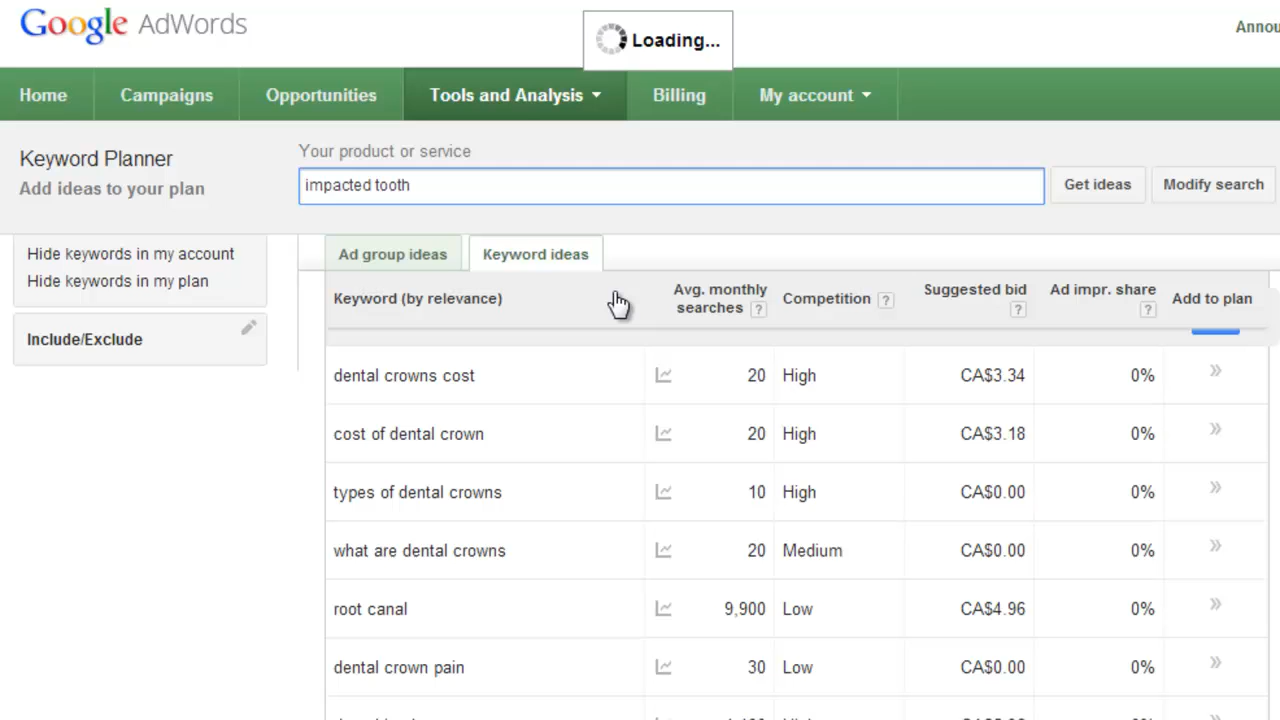 Google AdWords
Loading...
Annou
Home Campaigns Opportunities Tools and Analysis Billing My account
Keyword Planner
Add ideas to your plan
Your product or service
impacted tooth
Get ideas Modify search
Hide keywords in my account
Hide keywords in my plan
Include/Exclude
Ad group ideas Keyword ideas
Keyword (by relevance) Avg. monthly searches ? Competition ? Suggested bid ? Ad impr. share ? Add to plan
dental crowns cost 20 High CA$3.34 0% »
cost of dental crown 20 High CA$3.18 0% »
types of dental crowns 10 High CA$0.00 0% »
what are dental crowns 20 Medium CA$0.00 0% »
root canal 9,900 Low CA$4.96 0% »
dental crown pain 30 Low CA$0.00 0% »